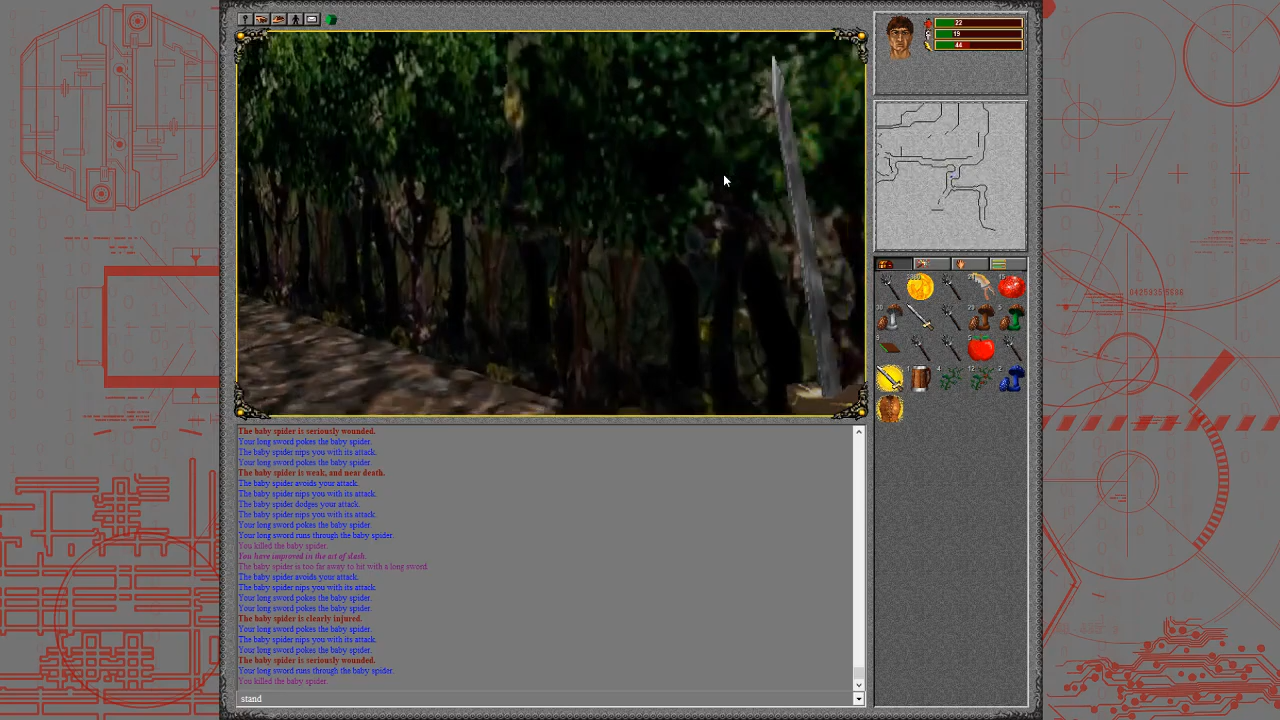 22
19
44
30
The baby spider is seriously wounded.
Your long sword pokes the baby spider.
The baby spider nips you with its attack.
Your long sword pokes the baby spider.
The baby spider is weak, and near death.
The baby spider avoids your attack.
The baby spider nips you with its attack.
The baby spider dodges your attack.
The baby spider nips you with its attack.
Your long sword pokes the baby spider.
Your long sword runs through the baby spider.
You killed the baby spider.
You have improved in the art of slash.
The baby spider is too far away to hit with a long sword.
The baby spider avoids your attack.
The baby spider nips you with its attack.
Your long sword pokes the baby spider.
Your long sword pokes the baby spider.
The baby spider is clearly injured.
Your long sword pokes the baby spider.
The baby spider nips you with its attack.
Your long sword pokes the baby spider.
The baby spider is seriously wounded.
Your long sword runs through the baby spider.
You killed the baby spider.
stand